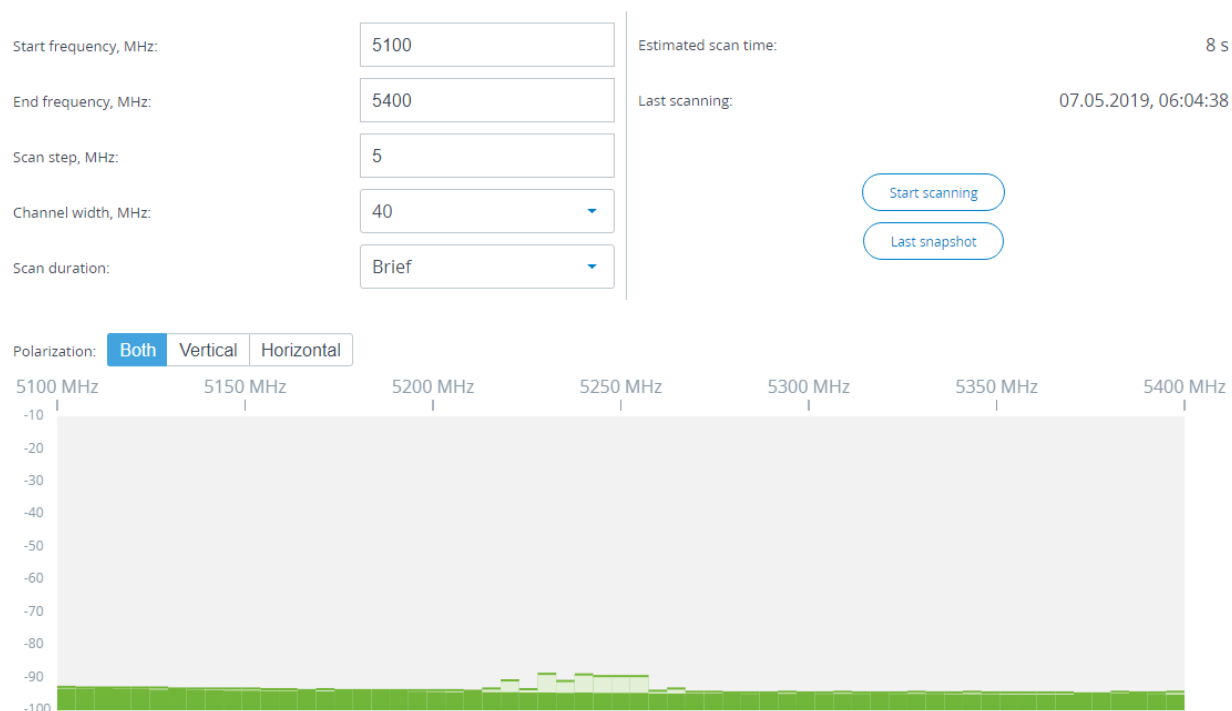 Start frequency, MHz: 5100
Estimated scan time: 8 s
End frequency, MHz: 5400
Last scanning: 07.05.2019, 06:04:38
Scan step, MHz: 5
Channel width, MHz: 40
Start scanning
Last snapshot
Scan duration: Brief
Polarization: Both Vertical Horizontal
5100 MHz 5150 MHz 5200 MHz 5250 MHz 5300 MHz 5350 MHz 5400 MHz
-10
-20
-30
-40
-50
-60
-70
-80
-90
-100